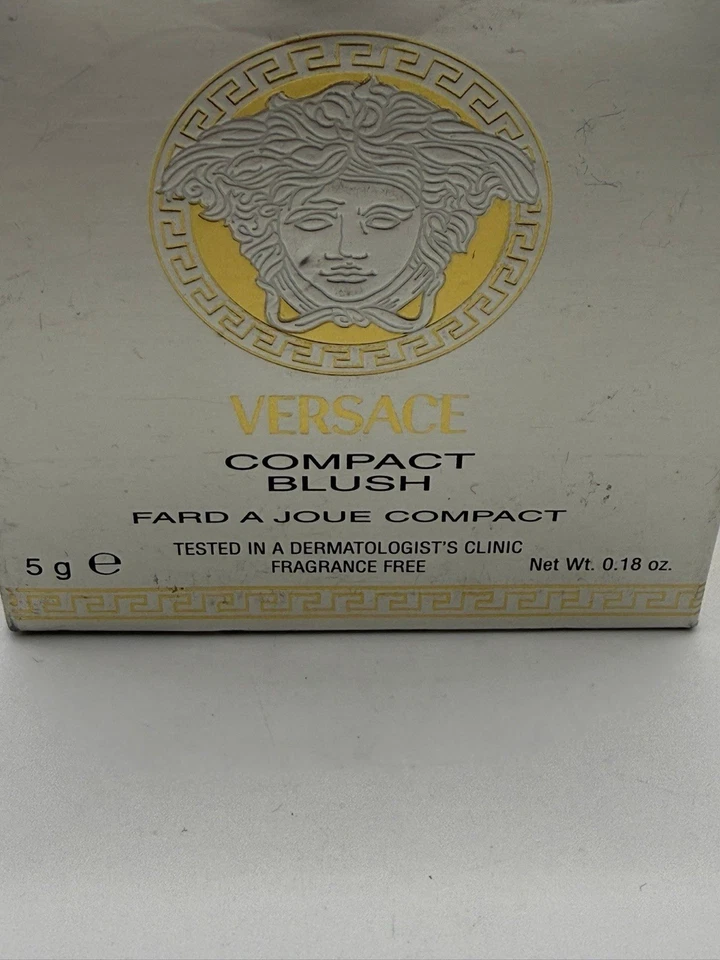 VERSACE
COMPACT
BLUSH
FARD A JOUE COMPACT
TESTED IN A DERMATOLOGIST'S CLINIC
FRAGRANCE FREE
5 g ℮
Net Wt. 0.18 oz.